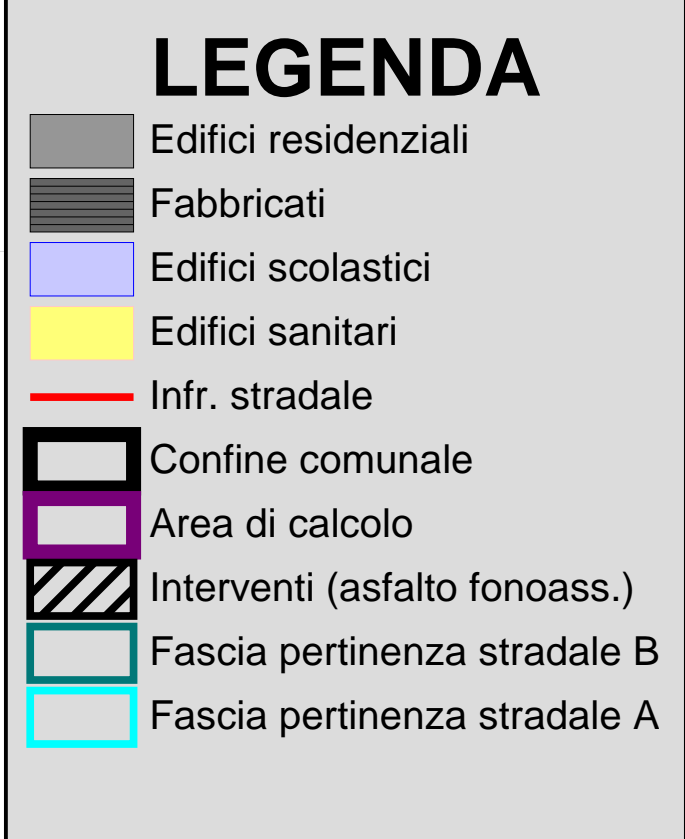 LEGENDA
Edifici residenziali
Fabbricati
Edifici scolastici
Edifici sanitari
Infr. stradale
Confine comunale
Area di calcolo
Interventi (asfalto fonoass.)
Fascia pertinenza stradale B
Fascia pertinenza stradale A